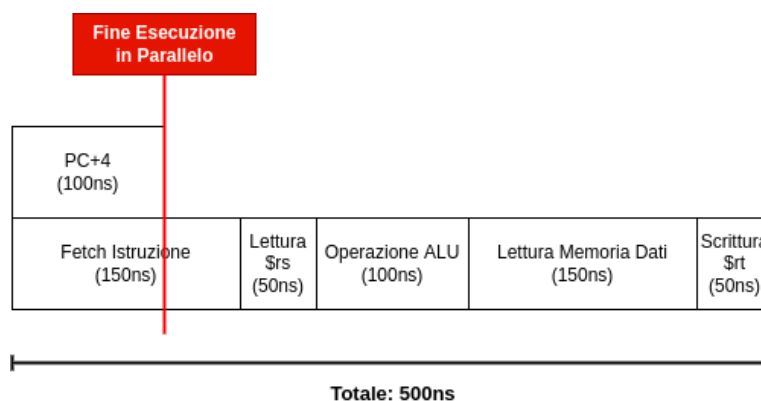 Fine Esecuzione
in Parallelo
PC+4
(100ns)
Fetch Istruzione
(150ns)
Lettura
$rs
(50ns)
Operazione ALU
(100ns)
Lettura Memoria Dati
(150ns)
Scrittura
$rt
(50ns)
Totale: 500ns